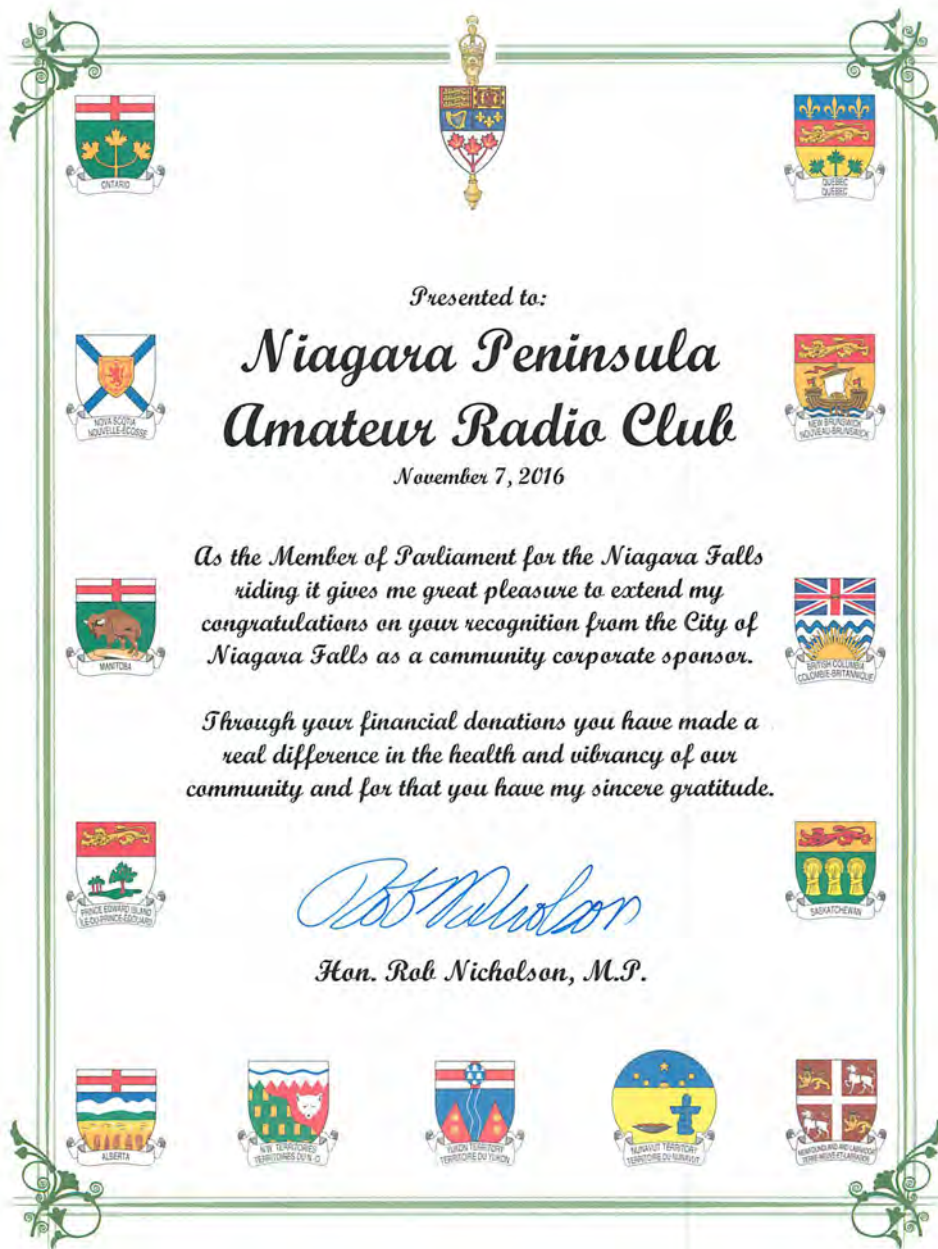 ONTARIO
QUÉBEC
QUEBEC
Presented to:
Niagara Peninsula
Amateur Radio Club
November 7, 2016
NOVA SCOTIA
NOUVELLE-ÉCOSSE
NEW BRUNSWICK
NOUVEAU-BRUNSWICK
As the Member of Parliament for the Niagara Falls
riding it gives me great pleasure to extend my
congratulations on your recognition from the City of
Niagara Falls as a community corporate sponsor.
MANITOBA
BRITISH COLUMBIA
COLOMBIE-BRITANNIQUE
Through your financial donations you have made a
real difference in the health and vibrancy of our
community and for that you have my sincere gratitude.
PRINCE EDWARD ISLAND
ÎLE-DU-PRINCE-ÉDOUARD
SASKATCHEWAN
Rob Nicholson
Hon. Rob Nicholson, M.P.
ALBERTA
N.W. TERRITORIES
TERRITOIRES DU N.-O.
YUKON TERRITORY
TERRITOIRE DU YUKON
NUNAVUT TERRITORY
TERRITOIRE DU NUNAVUT
NEWFOUNDLAND AND LABRADOR
TERRE-NEUVE-ET-LABRADOR